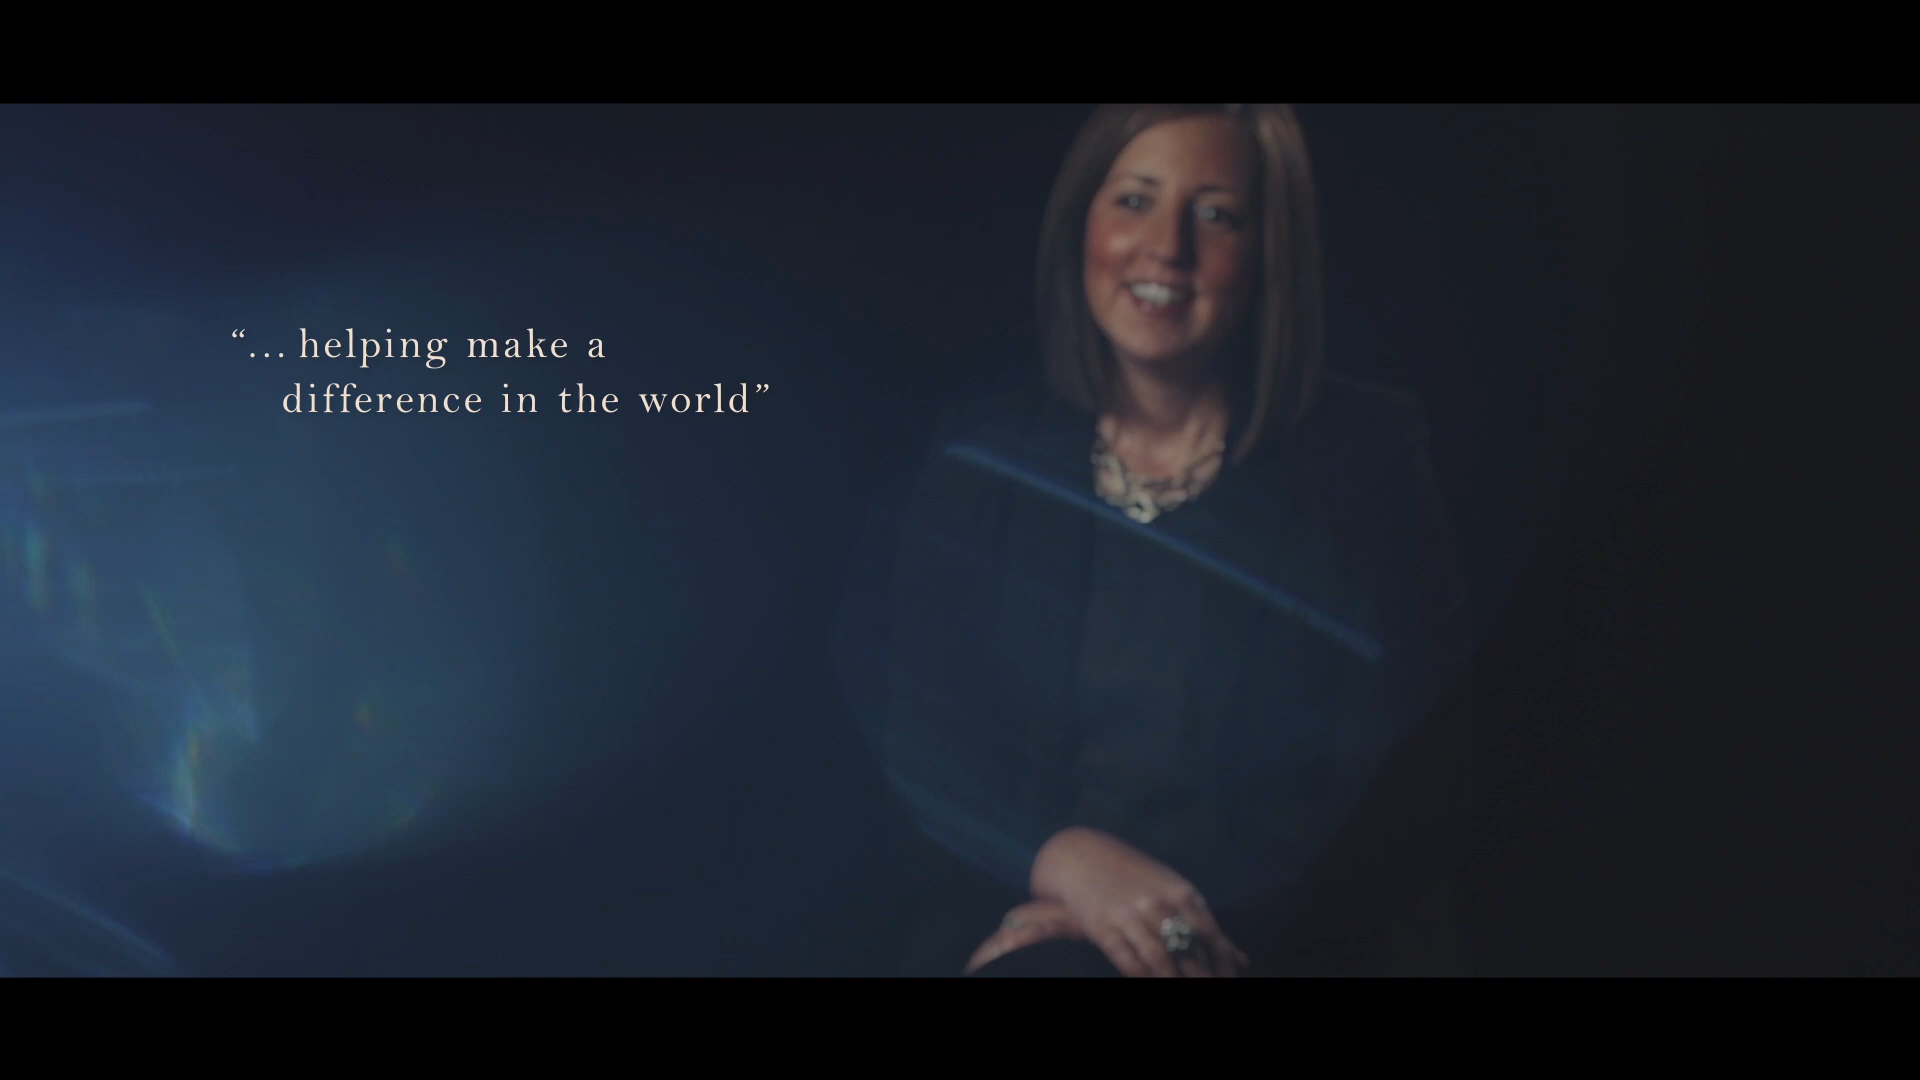 “... helping make a
difference in the world”